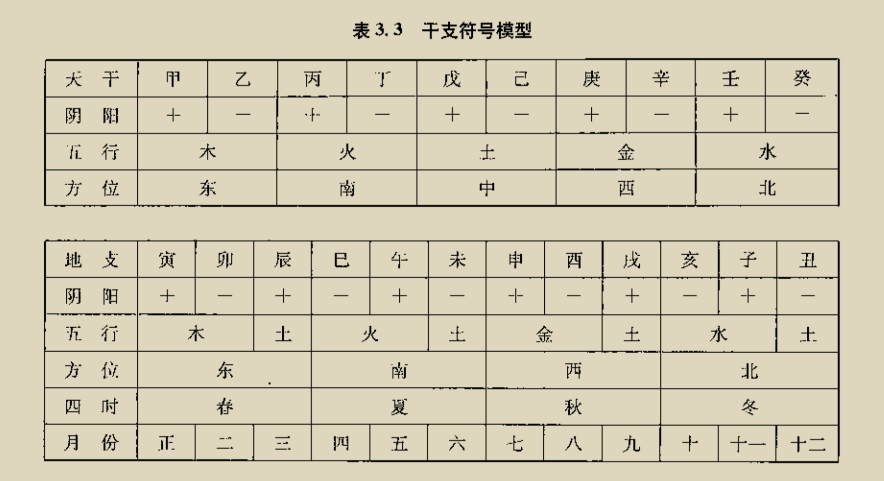 表3.3 干支符号模型
天干 甲 乙 丙 丁 戊 己 庚 辛 壬 癸
阴阳 + − + − + − + − + −
五行 木 火 土 金 水
方位 东 南 中 西 北
地支 寅 卯 辰 巳 午 未 申 酉 戌 亥 子 丑
阴阳 + − + − + − + − + − + −
五行 木 土 火 土 金 土 水 土
方位 东 南 西 北
四时 春 夏 秋 冬
月份 正 二 三 四 五 六 七 八 九 十 十一 十二